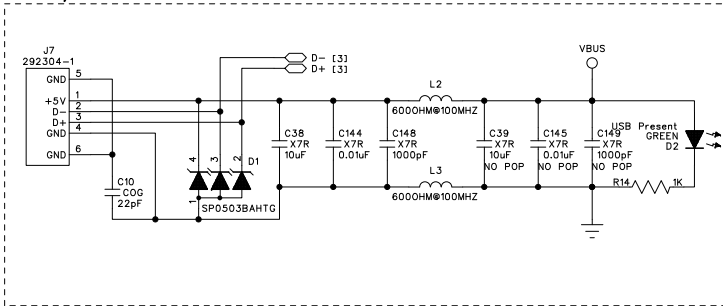 J7
292304-1
GND 5
+5V 1
D- 2
D+ 3
GND 4
GND 6
C10
COG
22pF
D- [3]
D+ [3]
4 3 2 D1
1
SP0503BAHTG
C38
X7R
10uF
C144
X7R
0.01uF
C148
X7R
1000pF
L2
600OHM@100MHZ
L3
600OHM@100MHZ
C39
X7R
10uF
NO POP
C145
X7R
0.01uF
NO POP
C149
X7R
1000pF
NO POP
VBUS
USB Present
GREEN
D2
R14 1K